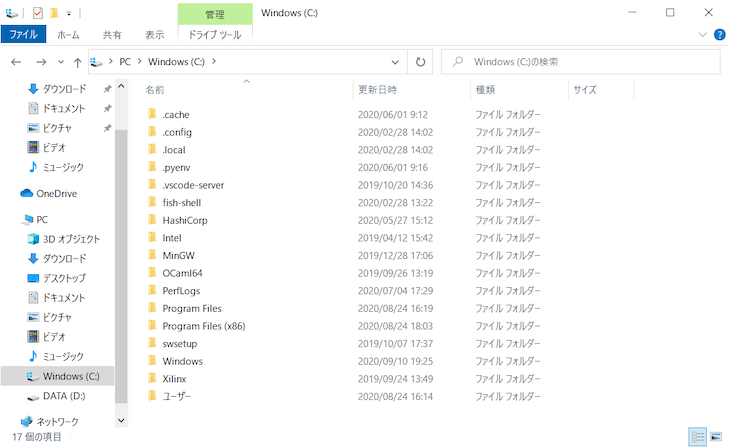 管理
Windows (C:)
ファイル ホーム 共有 表示 ドライブ ツール
PC Windows (C:)
Windows (C:)の検索
ダウンロード
ドキュメント
ピクチャ
ビデオ
ミュージック
OneDrive
PC
3D オブジェクト
ダウンロード
デスクトップ
ドキュメント
ピクチャ
ビデオ
ミュージック
Windows (C:)
DATA (D:)
ネットワーク
名前 更新日時 種類 サイズ
.cache 2020/06/01 9:12 ファイル フォルダー
.config 2020/02/28 14:02 ファイル フォルダー
.local 2020/02/28 14:02 ファイル フォルダー
.pyenv 2020/06/01 9:16 ファイル フォルダー
.vscode-server 2019/10/20 14:36 ファイル フォルダー
fish-shell 2020/02/28 13:22 ファイル フォルダー
HashiCorp 2020/05/27 15:12 ファイル フォルダー
Intel 2019/04/12 15:42 ファイル フォルダー
MinGW 2019/12/28 17:06 ファイル フォルダー
OCaml64 2019/09/26 13:19 ファイル フォルダー
PerfLogs 2020/07/04 17:29 ファイル フォルダー
Program Files 2020/08/24 16:19 ファイル フォルダー
Program Files (x86) 2020/08/24 18:03 ファイル フォルダー
swsetup 2019/10/07 17:37 ファイル フォルダー
Windows 2020/09/10 19:25 ファイル フォルダー
Xilinx 2019/09/24 13:49 ファイル フォルダー
ユーザー 2020/08/24 16:14 ファイル フォルダー
17 個の項目